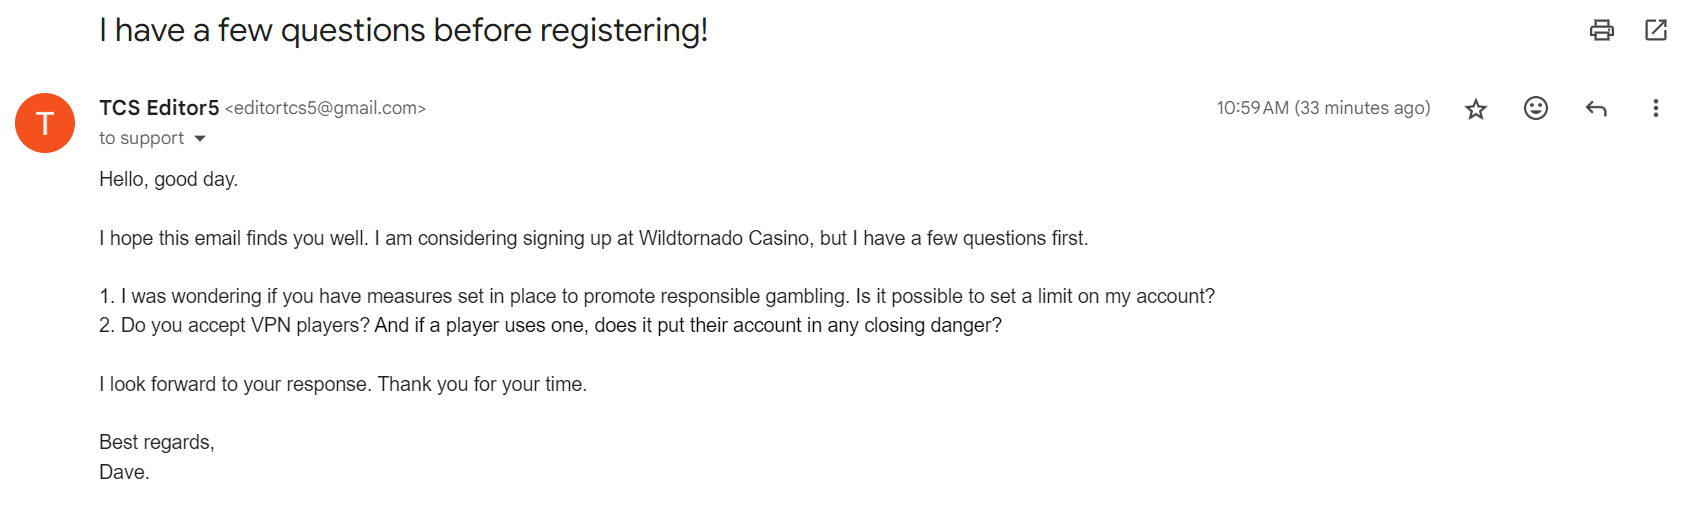 I have a few questions before registering!
T
TCS Editor5 <editortcs5@gmail.com>
10:59 AM (33 minutes ago)
to support
Hello, good day.
I hope this email finds you well. I am considering signing up at Wildtornado Casino, but I have a few questions first.
1. I was wondering if you have measures set in place to promote responsible gambling. Is it possible to set a limit on my account?
2. Do you accept VPN players? And if a player uses one, does it put their account in any closing danger?
I look forward to your response. Thank you for your time.
Best regards,
Dave.